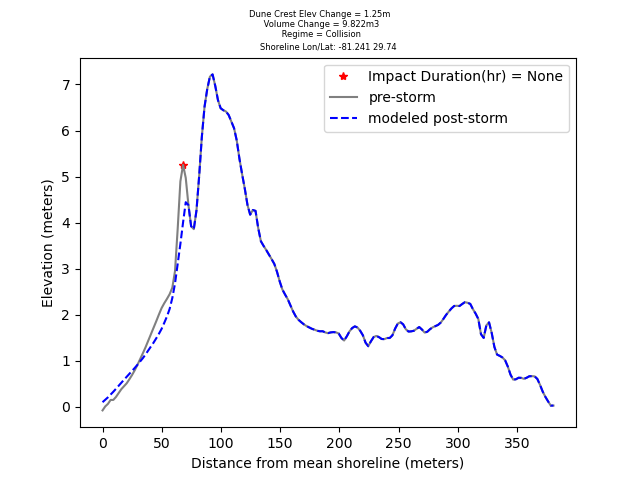 Dune Crest Elev Change = 1.25m
Volume Change = 9.822m3
Regime = Collision
Shoreline Lon/Lat: -81.241 29.74
Impact Duration(hr) = None
pre-storm
modeled post-storm
Elevation (meters)
7
6
5
4
3
2
1
0
0 50 100 150 200 250 300 350
Distance from mean shoreline (meters)